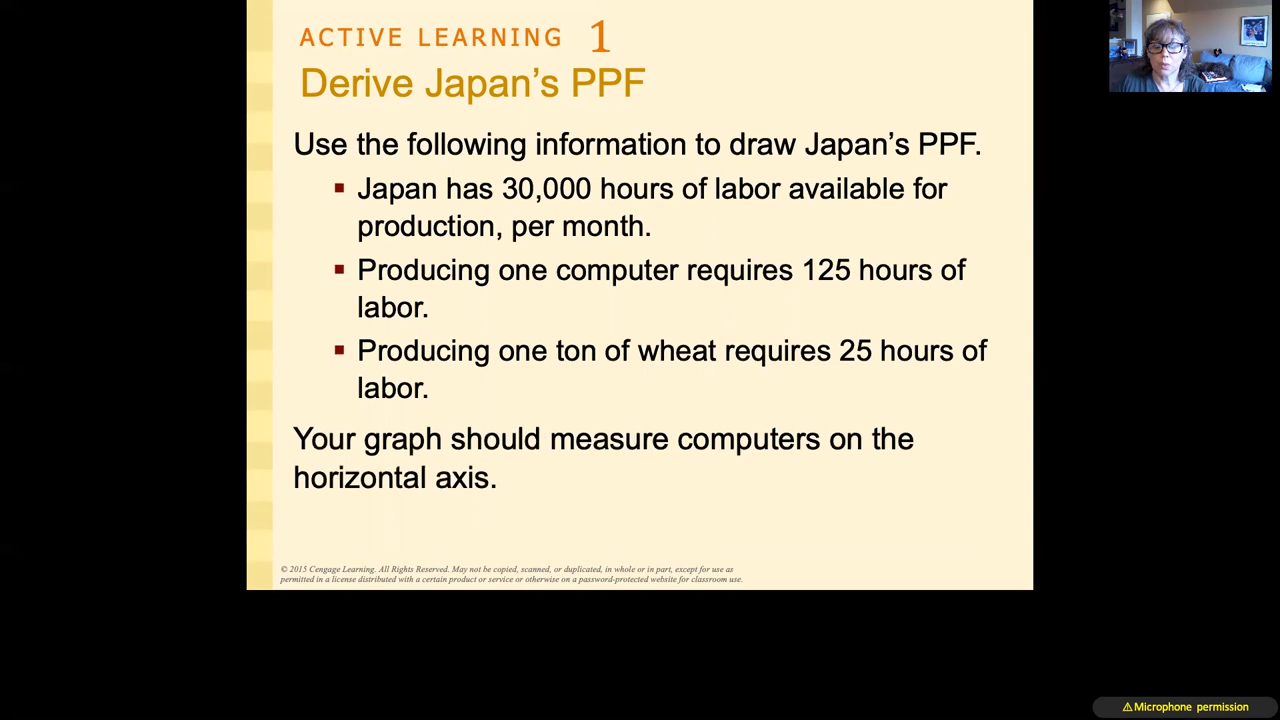 ACTIVE LEARNING 1
Derive Japan’s PPF
Use the following information to draw Japan’s PPF.
▪ Japan has 30,000 hours of labor available for
production, per month.
▪ Producing one computer requires 125 hours of
labor.
▪ Producing one ton of wheat requires 25 hours of
labor.
Your graph should measure computers on the
horizontal axis.
© 2015 Cengage Learning. All Rights Reserved. May not be copied, scanned, or duplicated, in whole or in part, except for use as
permitted in a license distributed with a certain product or service or otherwise on a password-protected website for classroom use.
⚠Microphone permission